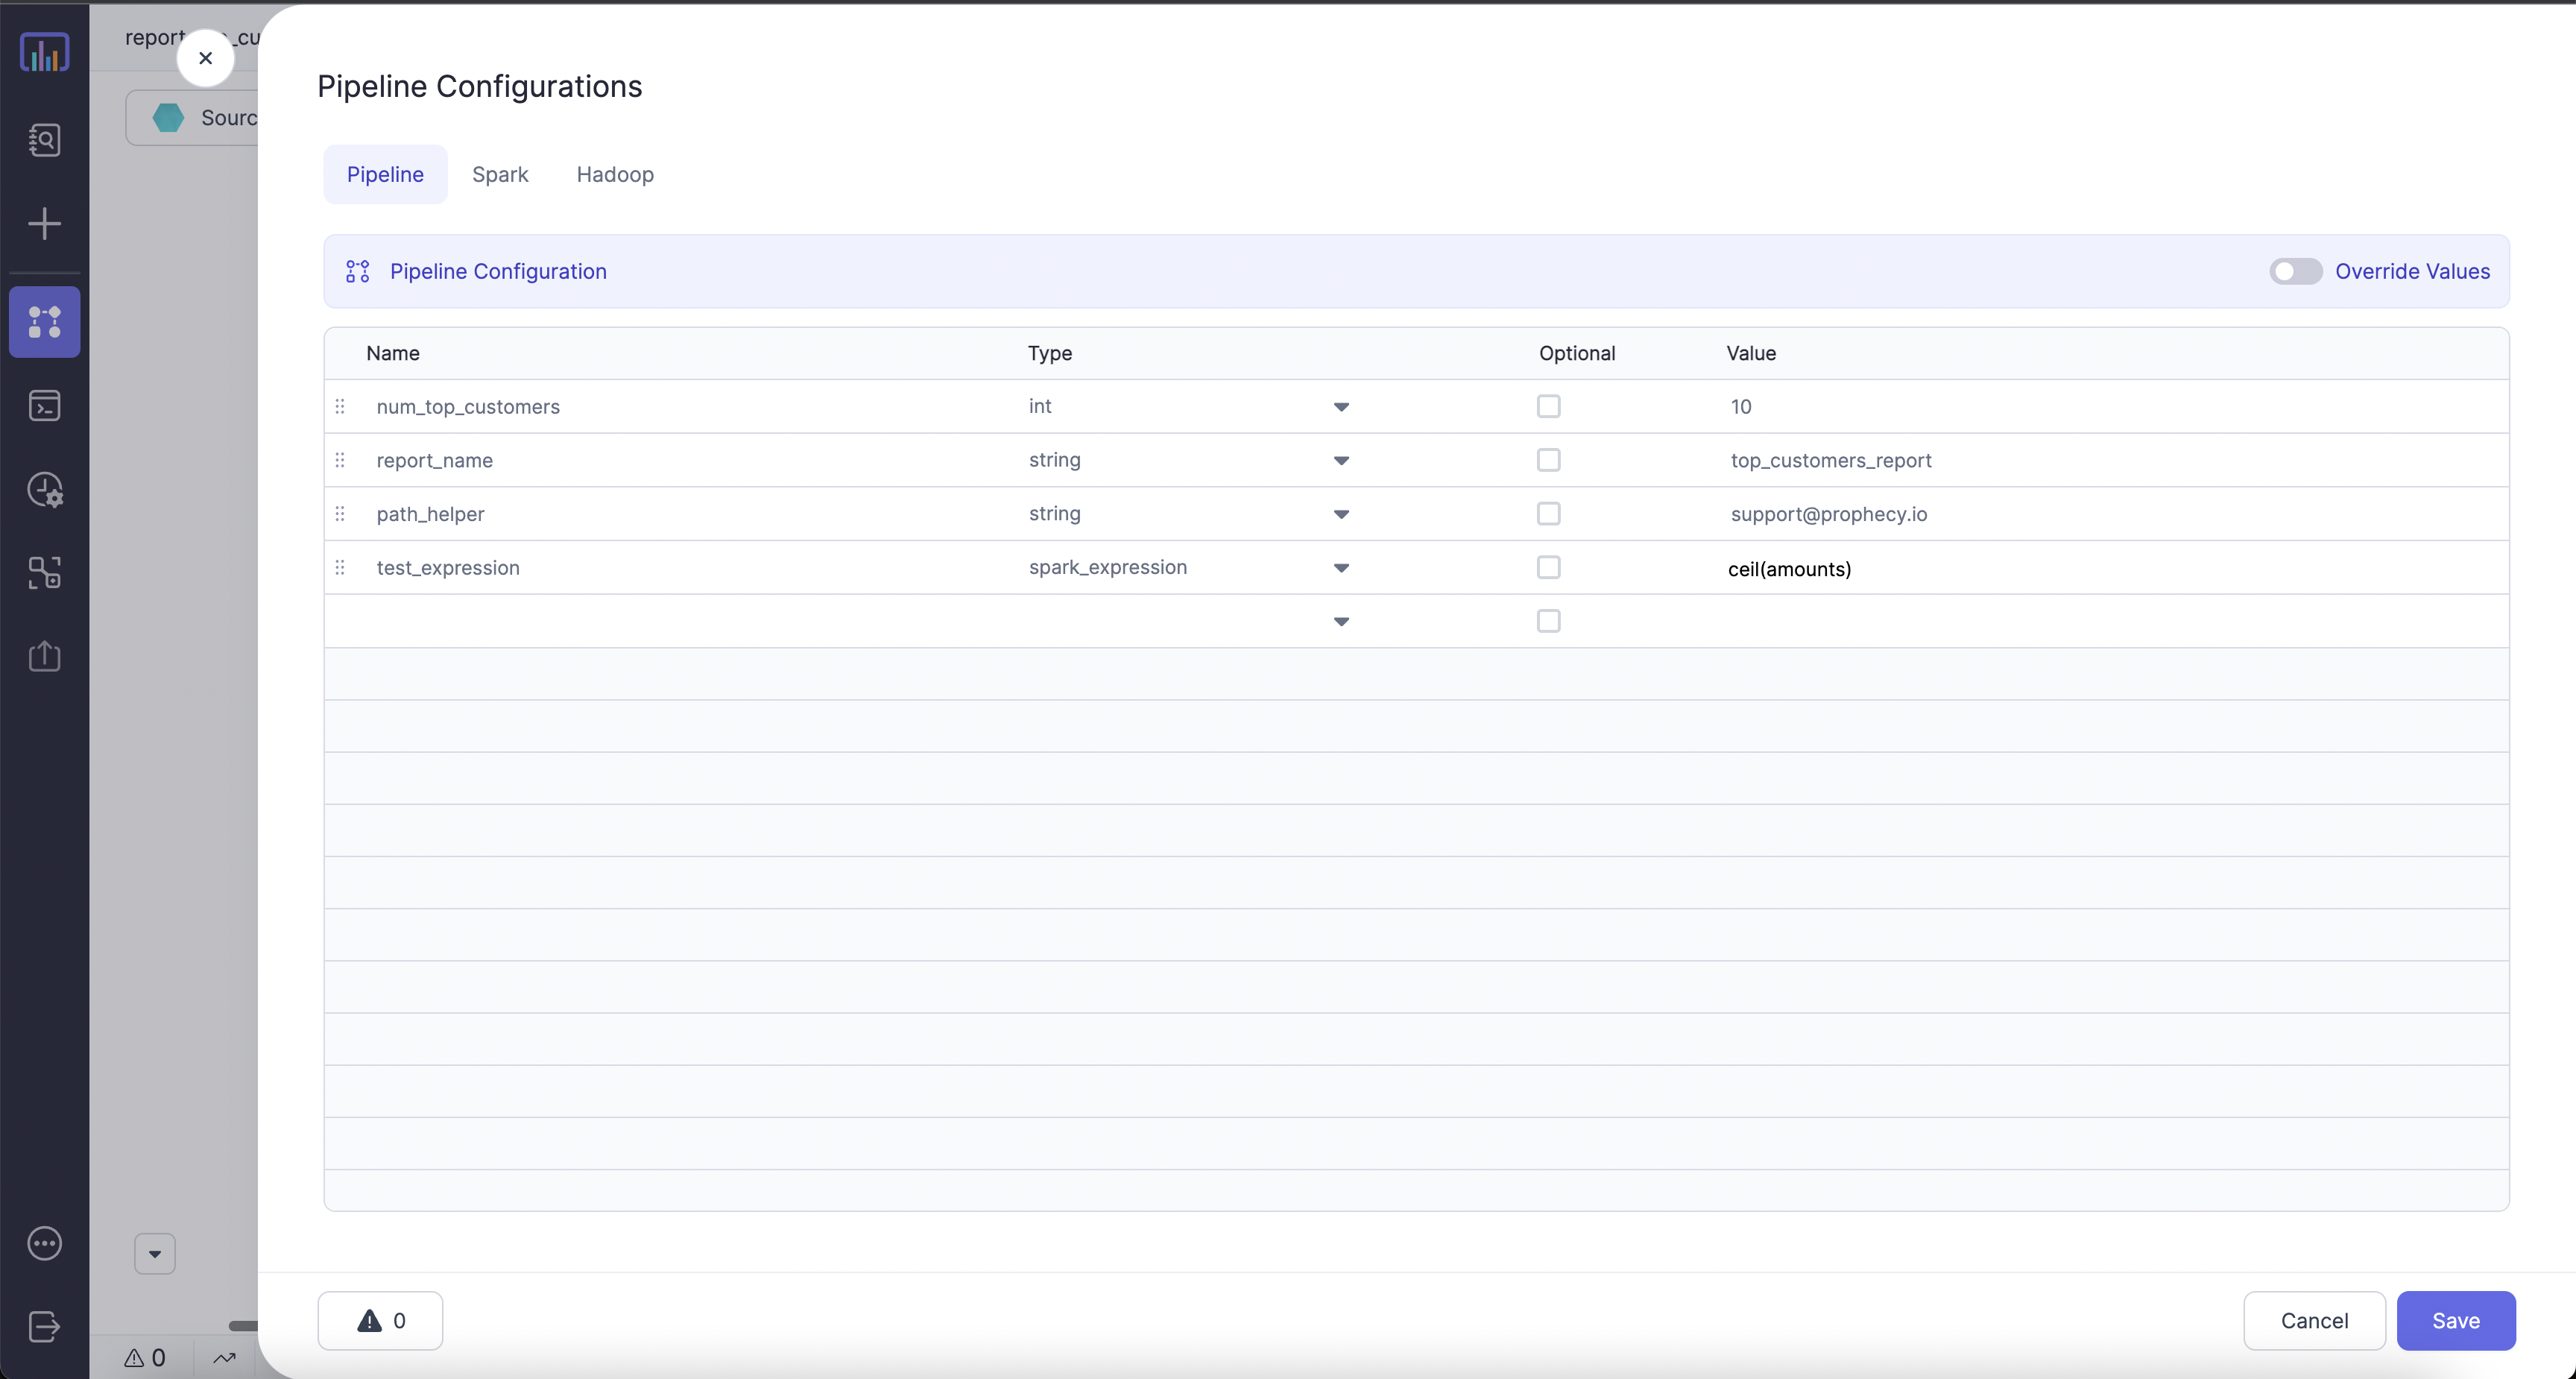 report
_cu
Sourc
Pipeline Configurations
Pipeline Spark Hadoop
Pipeline Configuration Override Values
Name Type Optional Value
num_top_customers int 10
report_name string top_customers_report
path_helper string support@prophecy.io
test_expression spark_expression ceil(amounts)
0 Cancel Save
0